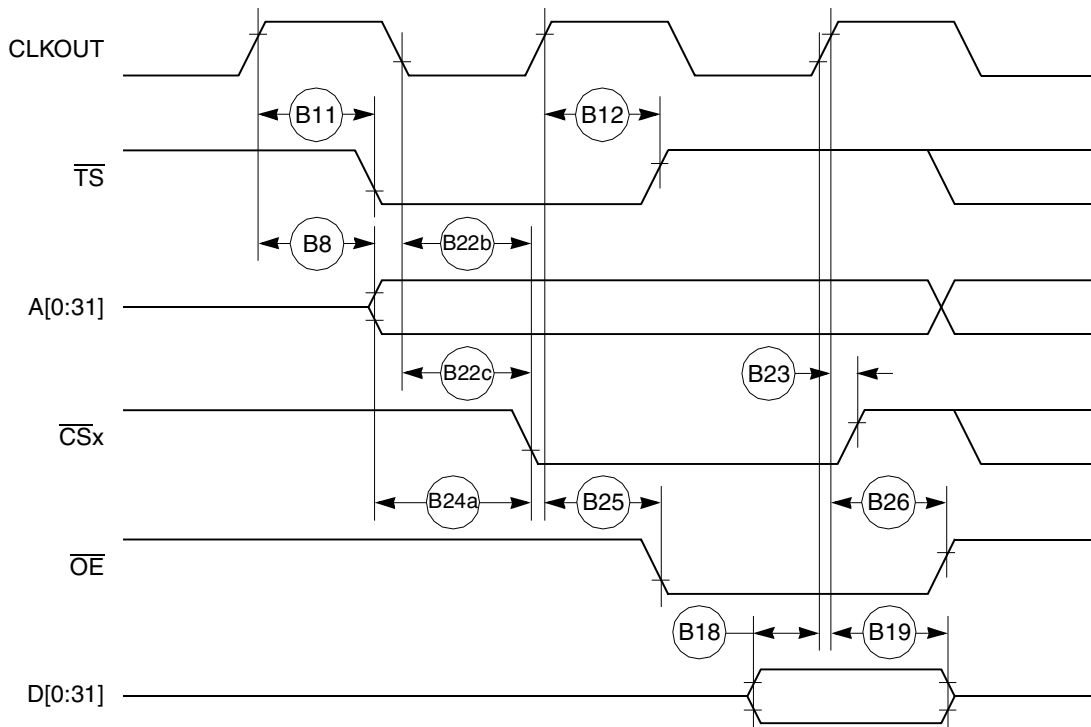 CLKOUT
B11
B12
TS
B8
B22b
A[0:31]
B22c
B23
CSx
B24a
B25
B26
OE
B18
B19
D[0:31]